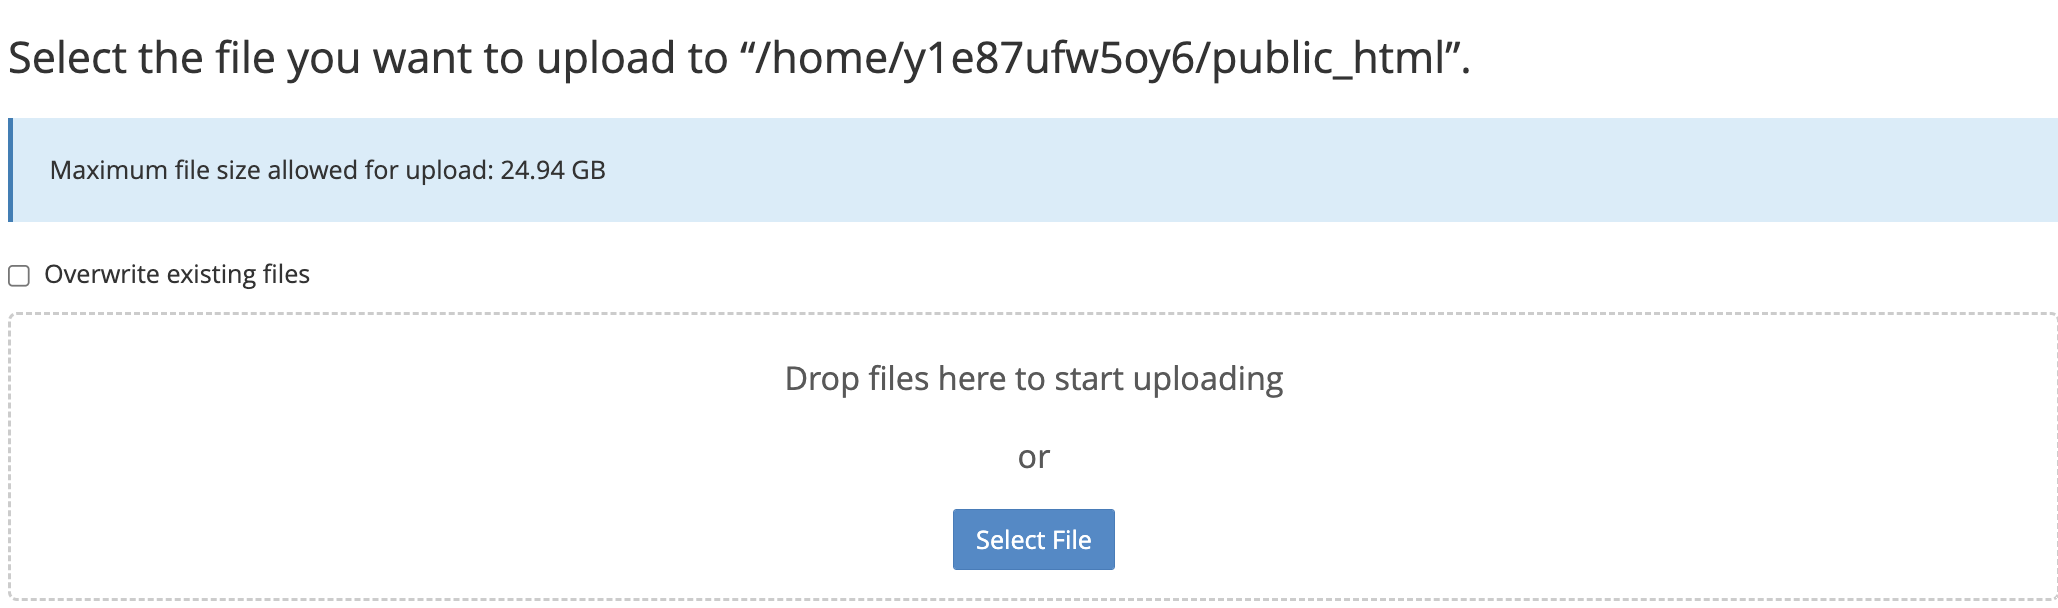 Select the file you want to upload to “/home/y1e87ufw5oy6/public_html”.
Maximum file size allowed for upload: 24.94 GB
Overwrite existing files
Drop files here to start uploading
or
Select File